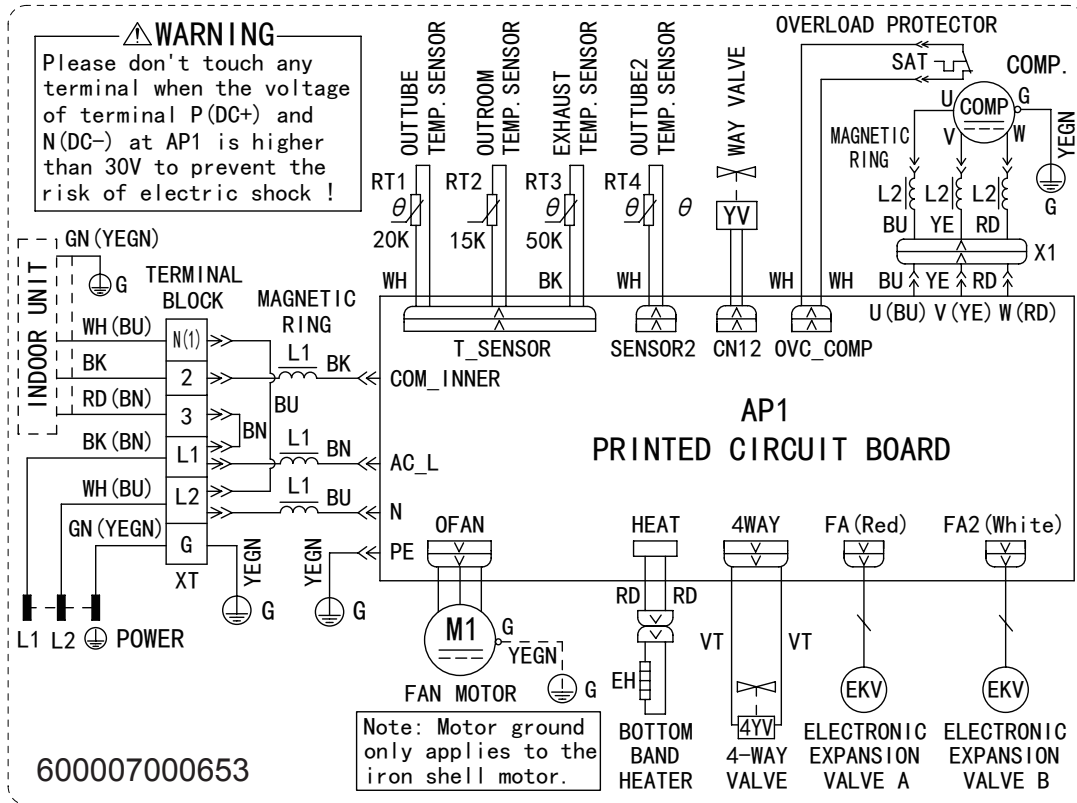 WARNING
Please don't touch any
terminal when the voltage
of terminal P(DC+) and
N(DC-) at AP1 is higher
than 30V to prevent the
risk of electric shock !
OUTTUBE
TEMP. SENSOR
OUTROOM
TEMP. SENSOR
EXHAUST
TEMP. SENSOR
OUTTUBE2
TEMP. SENSOR
WAY VALVE
OVERLOAD PROTECTOR
SAT
COMP.
U
COMP
G
V
W
YEGN
G
MAGNETIC
RING
L2
L2
L2
BU YE RD
X1
BU YE RD
U(BU) V(YE) W(RD)
RT1
θ
20K
RT2
15K
RT3
θ
50K
RT4
θ
θ
YV
WH
BK
WH
WH
WH
T_SENSOR
SENSOR2
CN12
OVC_COMP
INDOOR UNIT
GN(YEGN)
G
TERMINAL
BLOCK
MAGNETIC
RING
WH(BU)
N(1)
BK
2
L1
BK
COM_INNER
RD(BN)
3
BU
BN
BK(BN)
L1
L1
BN
AC_L
WH(BU)
L2
L1
BU
N
GN(YEGN)
G
XT
YEGN
G
YEGN
G
PE
L1 L2 POWER
AP1
PRINTED CIRCUIT BOARD
OFAN
HEAT
4WAY
FA(Red)
FA2(White)
M1
G
YEGN
G
FAN MOTOR
Note: Motor ground
only applies to the
iron shell motor.
RD
RD
EH
BOTTOM
BAND
HEATER
VT
VT
4YV
4-WAY
VALVE
EKV
ELECTRONIC
EXPANSION
VALVE A
EKV
ELECTRONIC
EXPANSION
VALVE B
600007000653